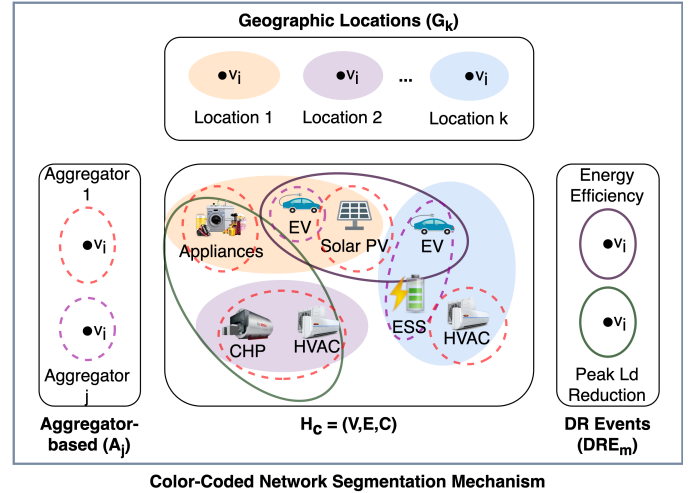 Geographic Locations (Gk)
vi
vi
...
vi
Location 1
Location 2
Location k
Aggregator
1
vi
vi
Aggregator
j
Aggregator-
based (Aj)
Appliances
EV
Solar PV
EV
CHP
HVAC
ESS
HVAC
Hc = (V,E,C)
Energy
Efficiency
vi
vi
Peak Ld
Reduction
DR Events
(DREm)
Color-Coded Network Segmentation Mechanism